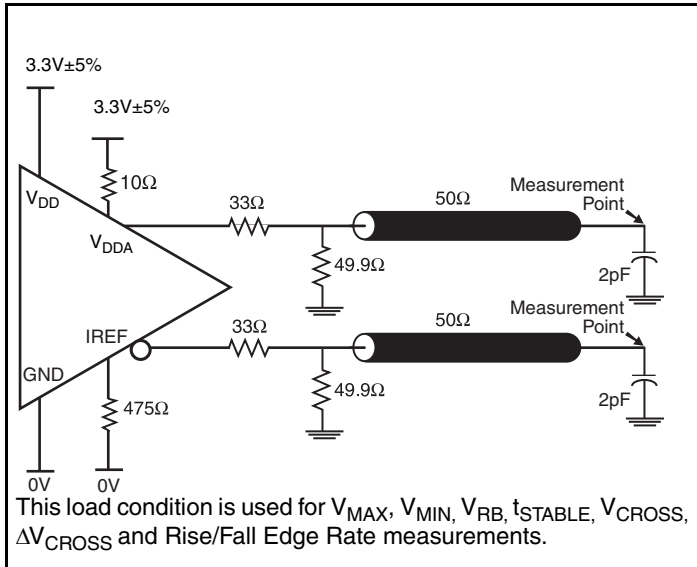 3.3V±5%
3.3V±5%
10Ω
VDD
VDDA
33Ω
50Ω
Measurement
Point
49.9Ω
2pF
IREF
33Ω
50Ω
Measurement
Point
GND
475Ω
49.9Ω
2pF
0V
0V
This load condition is used for VMAX, VMIN, VRB, tSTABLE, VCROSS,
ΔVCROSS and Rise/Fall Edge Rate measurements.